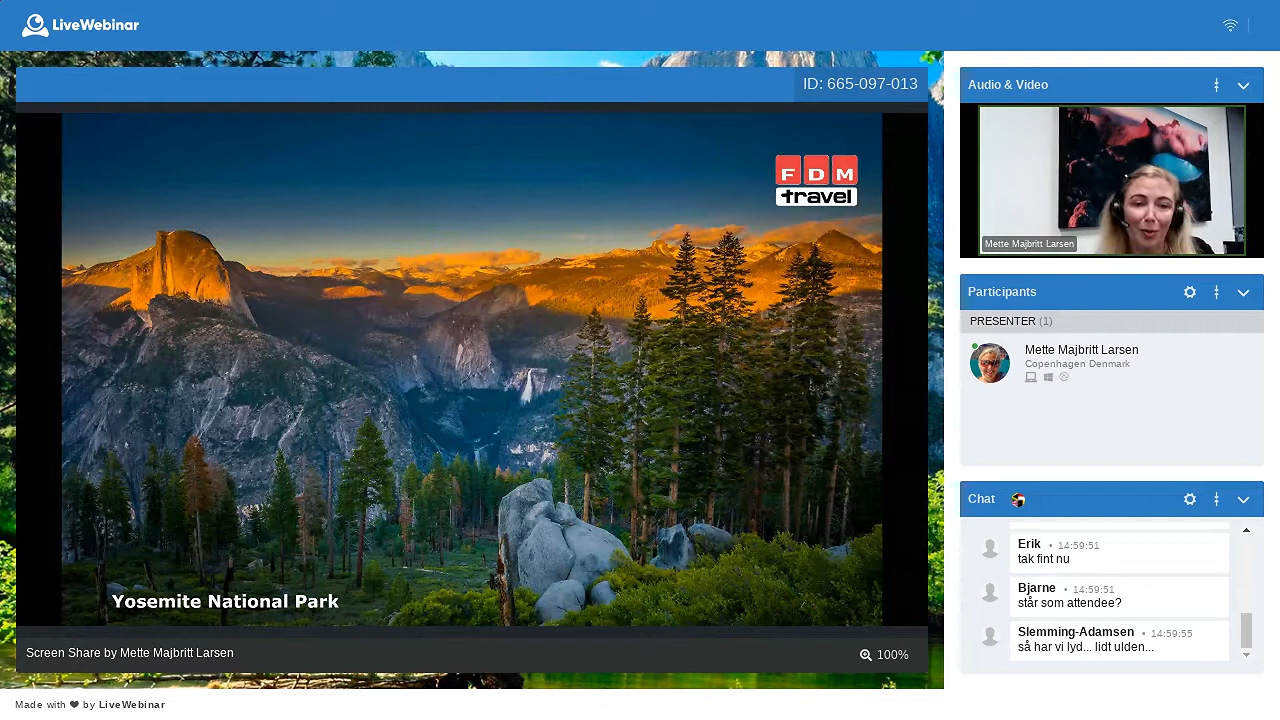 LiveWebinar
ID: 665-097-013
FDM
travel
Yosemite National Park
Screen Share by Mette Majbritt Larsen
100%
Audio & Video
Mette Majbritt Larsen
Participants
PRESENTER (1)
Mette Majbritt Larsen
Copenhagen Denmark
Chat
Erik • 14:59:51
tak fint nu
Bjarne • 14:59:51
står som attendee?
Slemming-Adamsen • 14:59:55
så har vi lyd... lidt ulden...
Made with ❤ by LiveWebinar